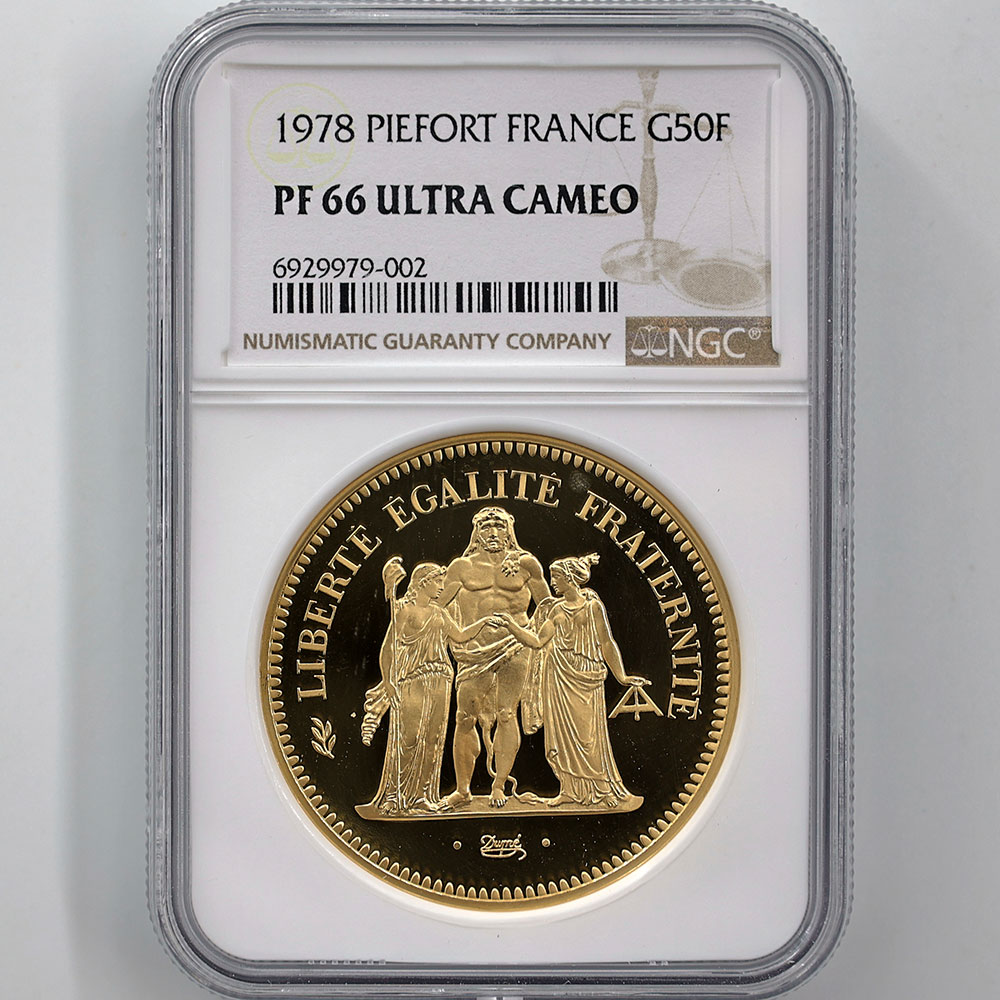 1978 PIEFORT FRANCE G50F
PF 66 ULTRA CAMEO
6929979-002
NUMISMATIC GUARANTY COMPANY NGC®
LIBERTÉ ÉGALITÉ FRATERNITÉ
Dupré